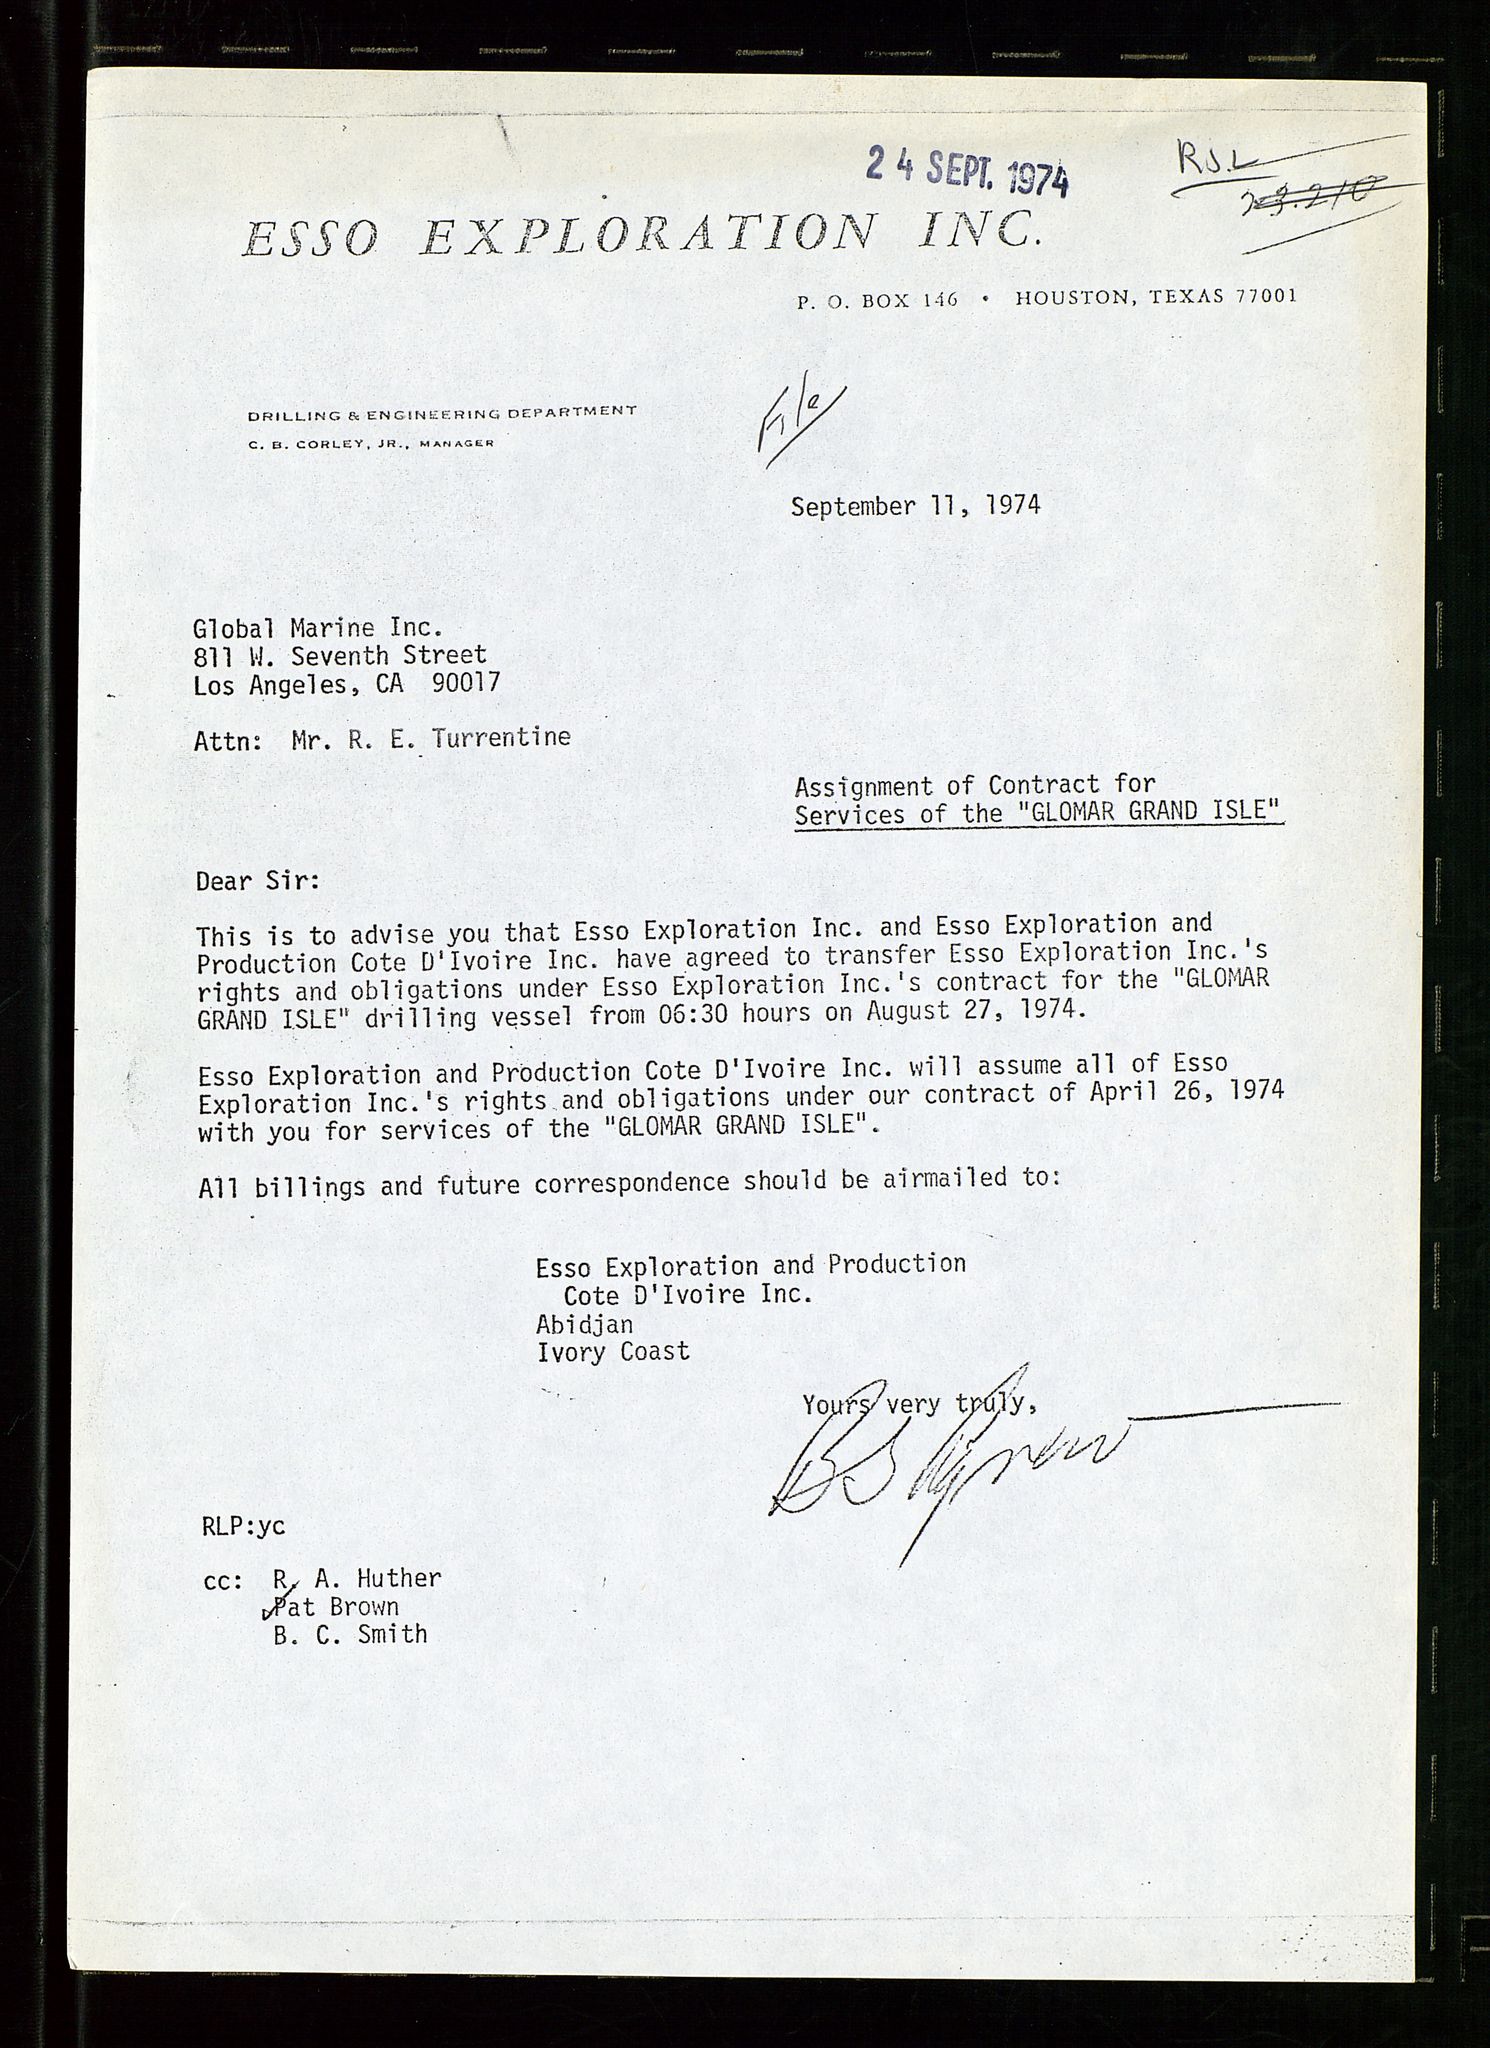 24 SEPT. 1974
RJL
ESSO EXPLORATION INC.
P. O. BOX 146 • HOUSTON, TEXAS 77001
DRILLING & ENGINEERING DEPARTMENT
C. B. CORLEY, JR., MANAGER
File
September 11, 1974
Global Marine Inc.
811 W. Seventh Street
Los Angeles, CA 90017
Attn: Mr. R. E. Turrentine
Assignment of Contract for
Services of the "GLOMAR GRAND ISLE"
Dear Sir:
This is to advise you that Esso Exploration Inc. and Esso Exploration and
Production Cote D'Ivoire Inc. have agreed to transfer Esso Exploration Inc.'s
rights and obligations under Esso Exploration Inc.'s contract for the "GLOMAR
GRAND ISLE" drilling vessel from 06:30 hours on August 27, 1974.
Esso Exploration and Production Cote D'Ivoire Inc. will assume all of Esso
Exploration Inc.'s rights and obligations under our contract of April 26, 1974
with you for services of the "GLOMAR GRAND ISLE".
All billings and future correspondence should be airmailed to:
Esso Exploration and Production
Cote D'Ivoire Inc.
Abidjan
Ivory Coast
Yours very truly,
RLP:yc
cc: R. A. Huther
Pat Brown
B. C. Smith